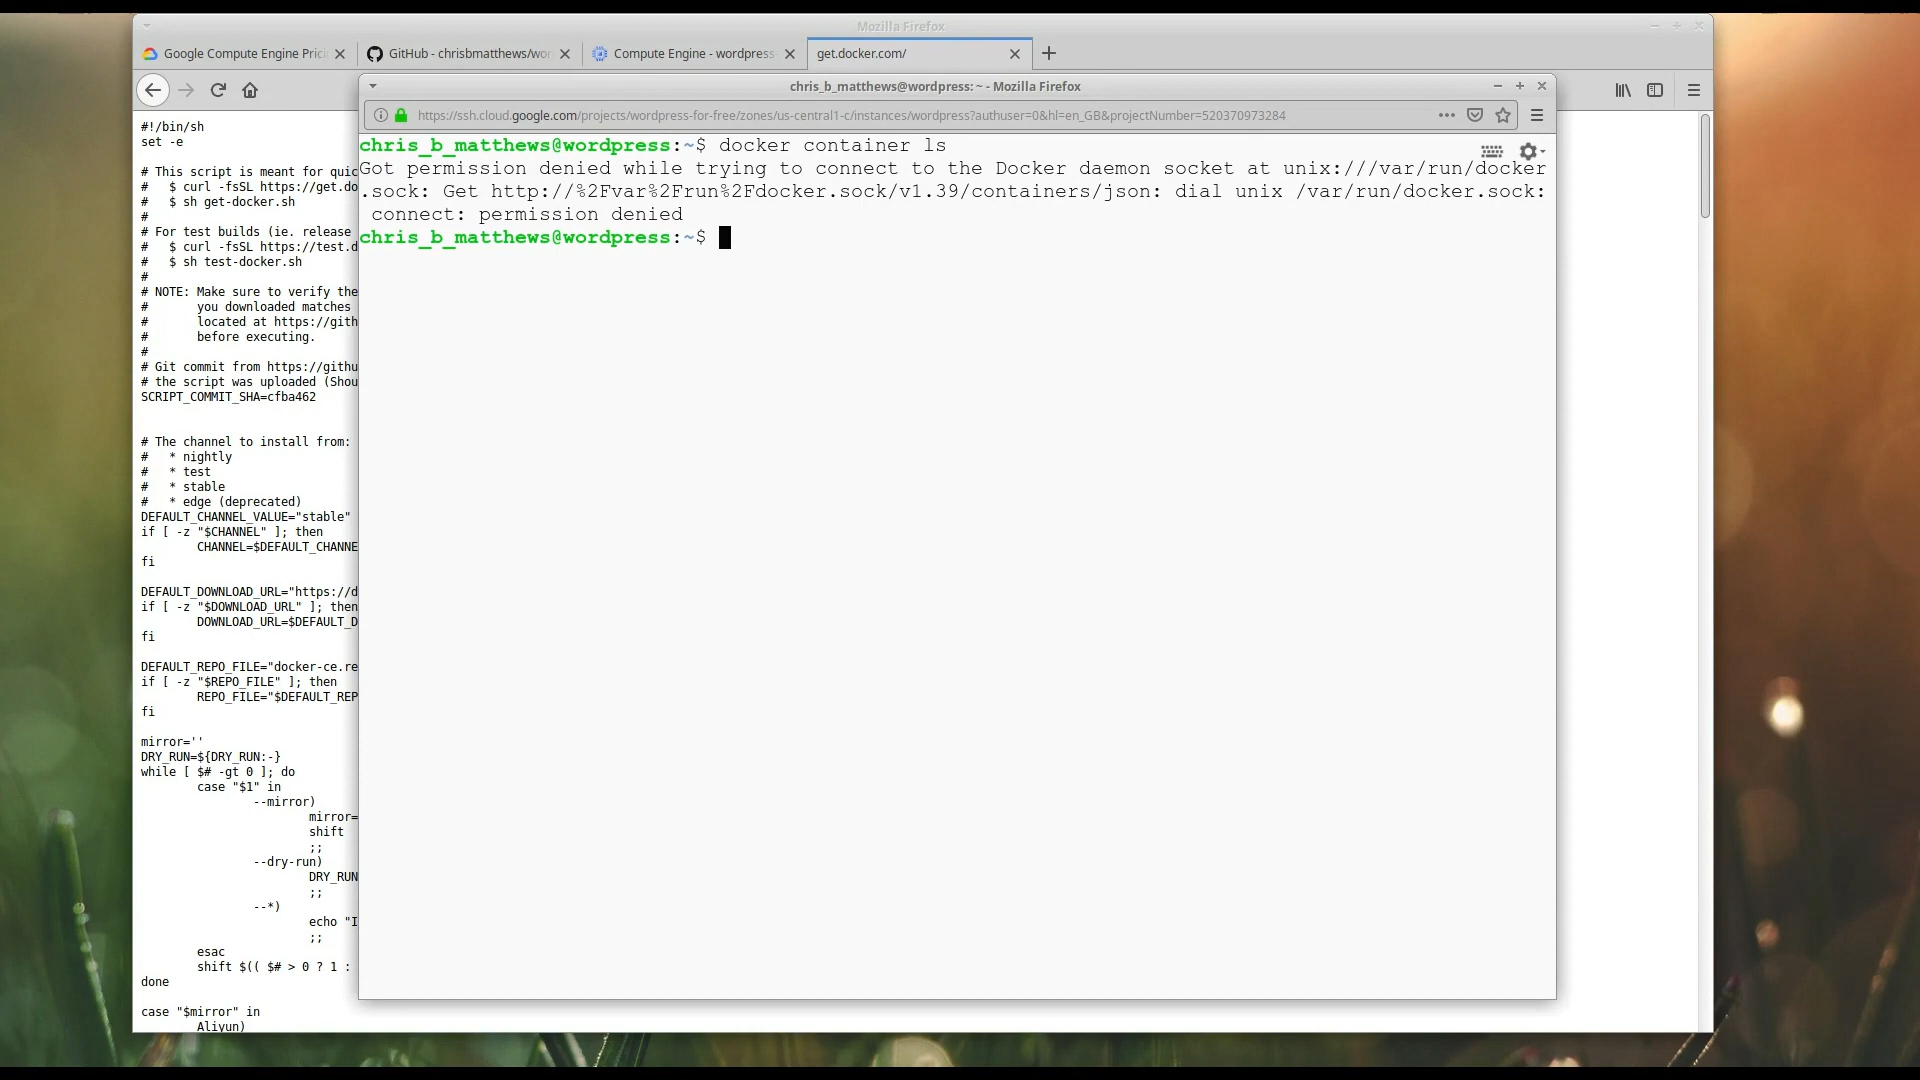 Mozilla Firefox
Google Compute Engine Prici
GitHub - chrisbmatthews/wor
Compute Engine - wordpress-
get.docker.com/
chris_b_matthews@wordpress: ~ - Mozilla Firefox
https://ssh.cloud.google.com/projects/wordpress-for-free/zones/us-central1-c/instances/wordpress?authuser=0&hl=en_GB&projectNumber=520370973284
chris_b_matthews@wordpress:~$ docker container ls
Got permission denied while trying to connect to the Docker daemon socket at unix:///var/run/docker
.sock: Get http://%2Fvar%2Frun%2Fdocker.sock/v1.39/containers/json: dial unix /var/run/docker.sock:
connect: permission denied
chris_b_matthews@wordpress:~$
#!/bin/sh
set -e
# This script is meant for quic
#   $ curl -fsSL https://get.do
#   $ sh get-docker.sh
#
# For test builds (ie. release
#   $ curl -fsSL https://test.d
#   $ sh test-docker.sh
#
# NOTE: Make sure to verify the
#       you downloaded matches
#       located at https://gith
#       before executing.
#
# Git commit from https://githu
# the script was uploaded (Shou
SCRIPT_COMMIT_SHA=cfba462
# The channel to install from:
#   * nightly
#   * test
#   * stable
#   * edge (deprecated)
DEFAULT_CHANNEL_VALUE="stable"
if [ -z "$CHANNEL" ]; then
CHANNEL=$DEFAULT_CHANNE
fi
DEFAULT_DOWNLOAD_URL="https://d
if [ -z "$DOWNLOAD_URL" ]; then
DOWNLOAD_URL=$DEFAULT_D
fi
DEFAULT_REPO_FILE="docker-ce.re
if [ -z "$REPO_FILE" ]; then
REPO_FILE="$DEFAULT_REP
fi
mirror=''
DRY_RUN=${DRY_RUN:-}
while [ $# -gt 0 ]; do
case "$1" in
--mirror)
mirror=
shift
;;
--dry-run)
DRY_RUN
;;
--*)
echo "I
;;
esac
shift $(( $# > 0 ? 1 :
done
case "$mirror" in
Aliyun)